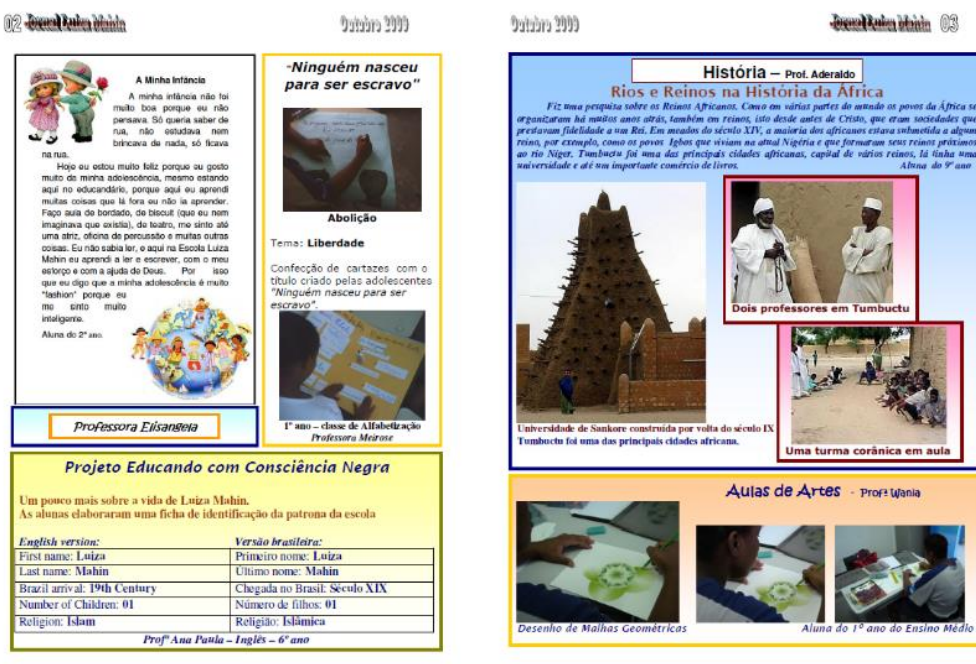 02 Jornal Luiza Mahin
Outubro 2009
A Minha Infância
A minha infância não foi
muito boa porque eu não
pensava. Só queria saber de
rua, não estudava nem
brincava de nada, só ficava
na rua.
Hoje eu estou muito feliz porque eu gosto
muito da minha adolescência, mesmo estando
aqui no educandário, porque aqui eu aprendi
muitas coisas que lá fora eu não ia aprender.
Faço aula de bordado, de biscuit (que eu nem
imaginava que existia), de teatro, me sinto até
uma atriz, oficina de percussão e muitas outras
coisas. Eu não sabia ler, e aqui na Escola Luiza
Mahin eu aprendi a ler e escrever, com o meu
esforço e com a ajuda de Deus. Por isso
que eu digo que a minha adolescência é muito
"fashion" porque eu
me sinto muito
inteligente.
Aluna do 2º ano.
Professora Elisangela
"Ninguém nasceu
para ser escravo"
Abolição
Tema: Liberdade
Confecção de cartazes com o
título criado pelas adolescentes
"Ninguém nasceu para ser
escravo".
1º ano – classe de Alfabetização
Professora Meirose
Projeto Educando com Consciência Negra
Um pouco mais sobre a vida de Luiza Mahin.
As alunas elaboraram uma ficha de identificação da patrona da escola
English version: Versão brasileira:
First name: Luiza Primeiro nome: Luiza
Last name: Mahin Último nome: Mahin
Brazil arrival: 19th Century Chegada no Brasil: Século XIX
Number of Children: 01 Número de filhos: 01
Religion: Islam Religião: Islâmica
Profª Ana Paula – Inglês – 6º ano
Outubro 2009
Jornal Luiza Mahin 03
História – Prof. Aderaldo
Rios e Reinos na História da África
Fiz uma pesquisa sobre os Reinos Africanos. Como em várias partes do mundo os povos da África se
organizaram há muitos anos atrás, também em reinos, isto desde antes de Cristo, que eram sociedades que
prestavam fidelidade a um Rei. Em meados do século XIV, a maioria dos africanos estava submetida a algum
reino, por exemplo, como os povos Igbos que viviam na atual Nigéria e que formaram seus reinos próximos
ao rio Níger. Tumbuctu foi uma das principais cidades africanas, capital de vários reinos, lá tinha uma
universidade e até um importante comércio de livros. Aluna do 9º ano
Dois professores em Tumbuctu
Universidade de Sankore construída por volta do século IX
Tumbuctu foi uma das principais cidades africana.
Uma turma corânica em aula
Aulas de Artes - Profª Wania
Desenho de Malhas Geométricas
Aluna do 1º ano do Ensino Médio